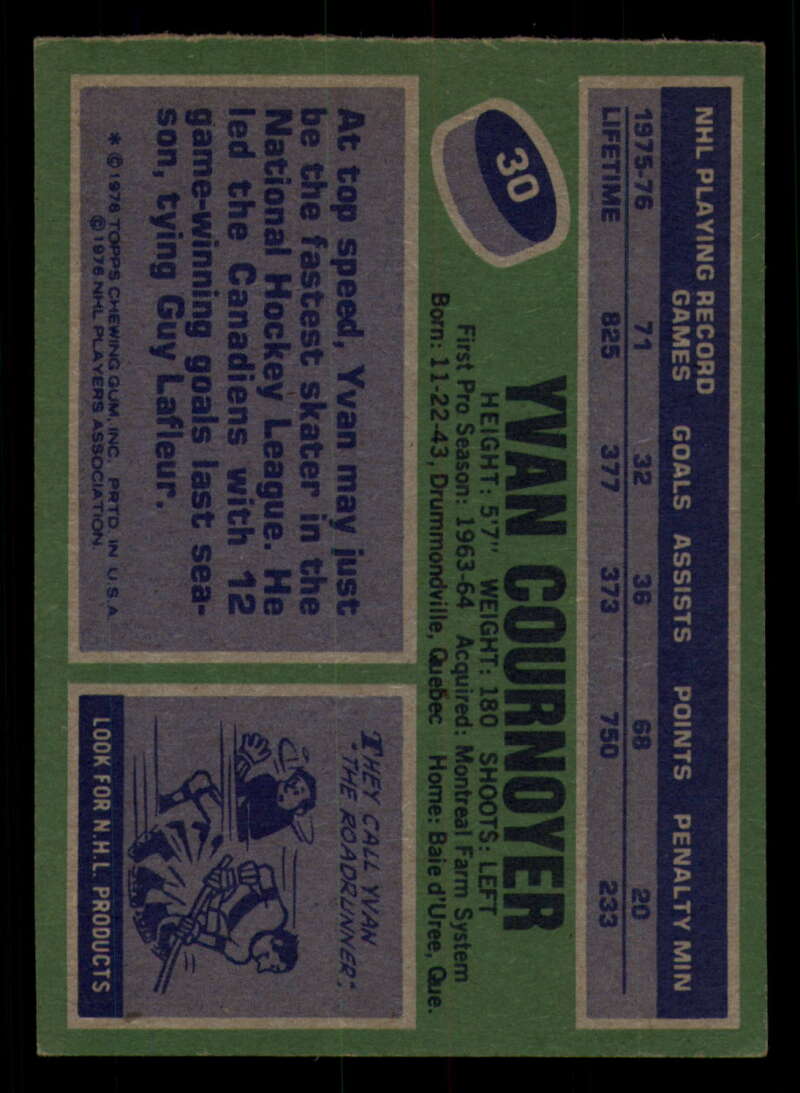 NHL PLAYING RECORD
GAMES GOALS ASSISTS POINTS PENALTY MIN
1975-76 71 32 36 68 20
LIFETIME 825 377 373 750 233
30
YVAN COURNOYER
HEIGHT: 5'7" WEIGHT: 180 SHOOTS: LEFT
First Pro Season: 1963-64 Acquired: Montreal Farm System
Born: 11-22-43, Drummondville, Quebec Home: Baie d'Uree, Que.
At top speed, Yvan may just
be the fastest skater in the
National Hockey League. He
led the Canadiens with 12
game-winning goals last sea-
son, tying Guy Lafleur.
* © 1976 TOPPS CHEWING GUM, INC. PRTD. IN U.S.A.
© 1976 NHL PLAYERS ASSOCIATION.
THEY CALL YVAN
"THE ROADRUNNER".
LOOK FOR N.H.L. PRODUCTS